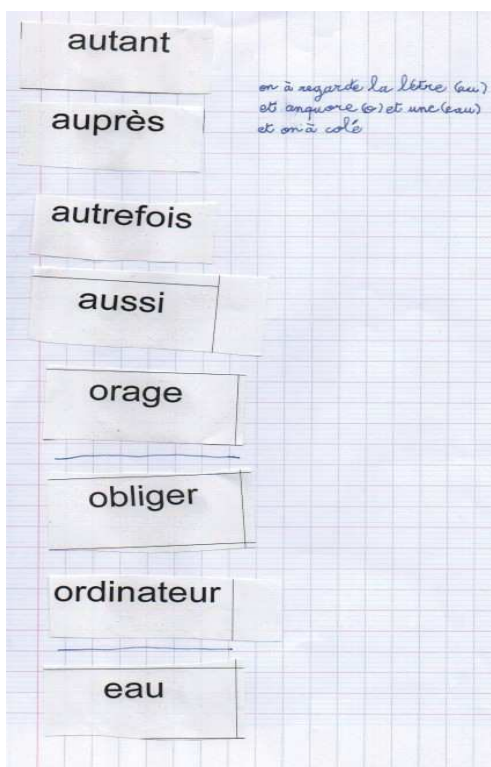 autant
on à regarde la lètre (au)
et anquore (o) et une (eau)
et on à colé
auprès
autrefois
aussi
orage
obliger
ordinateur
eau